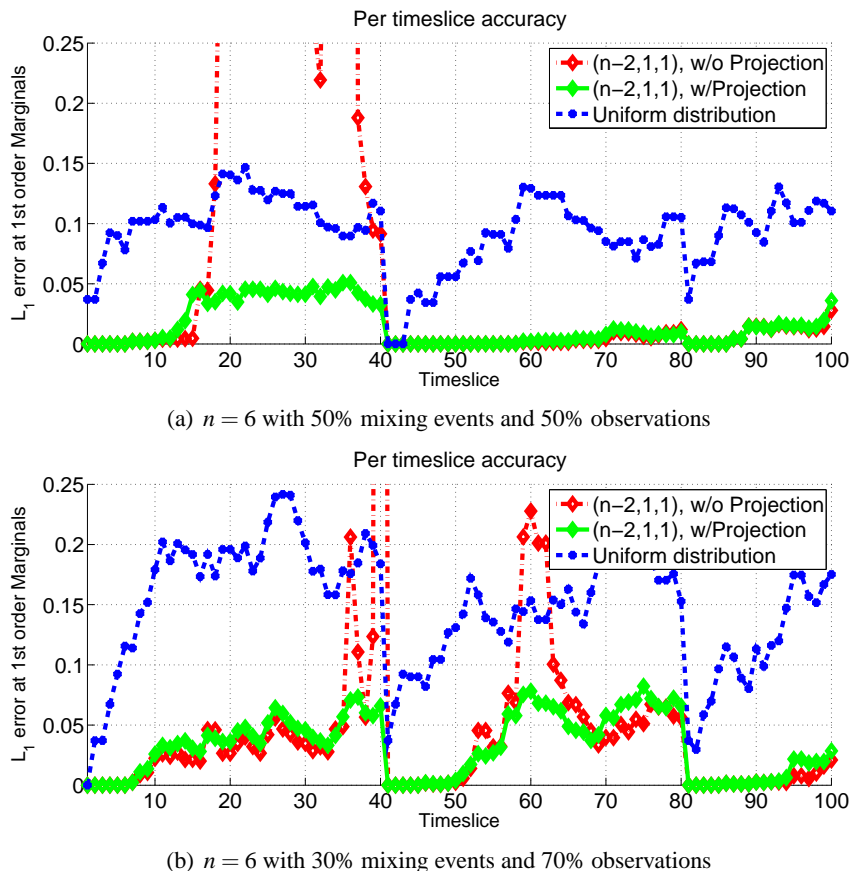 Per timeslice accuracy
0.25
0.2
0.15
0.1
0.05
0
L1 error at 1st order Marginals
(n−2,1,1), w/o Projection
(n−2,1,1), w/Projection
Uniform distribution
10 20 30 40 50 60 70 80 90 100
Timeslice
(a) n = 6 with 50% mixing events and 50% observations
Per timeslice accuracy
0.25
0.2
0.15
0.1
0.05
0
L1 error at 1st order Marginals
(n−2,1,1), w/o Projection
(n−2,1,1), w/Projection
Uniform distribution
10 20 30 40 50 60 70 80 90 100
Timeslice
(b) n = 6 with 30% mixing events and 70% observations